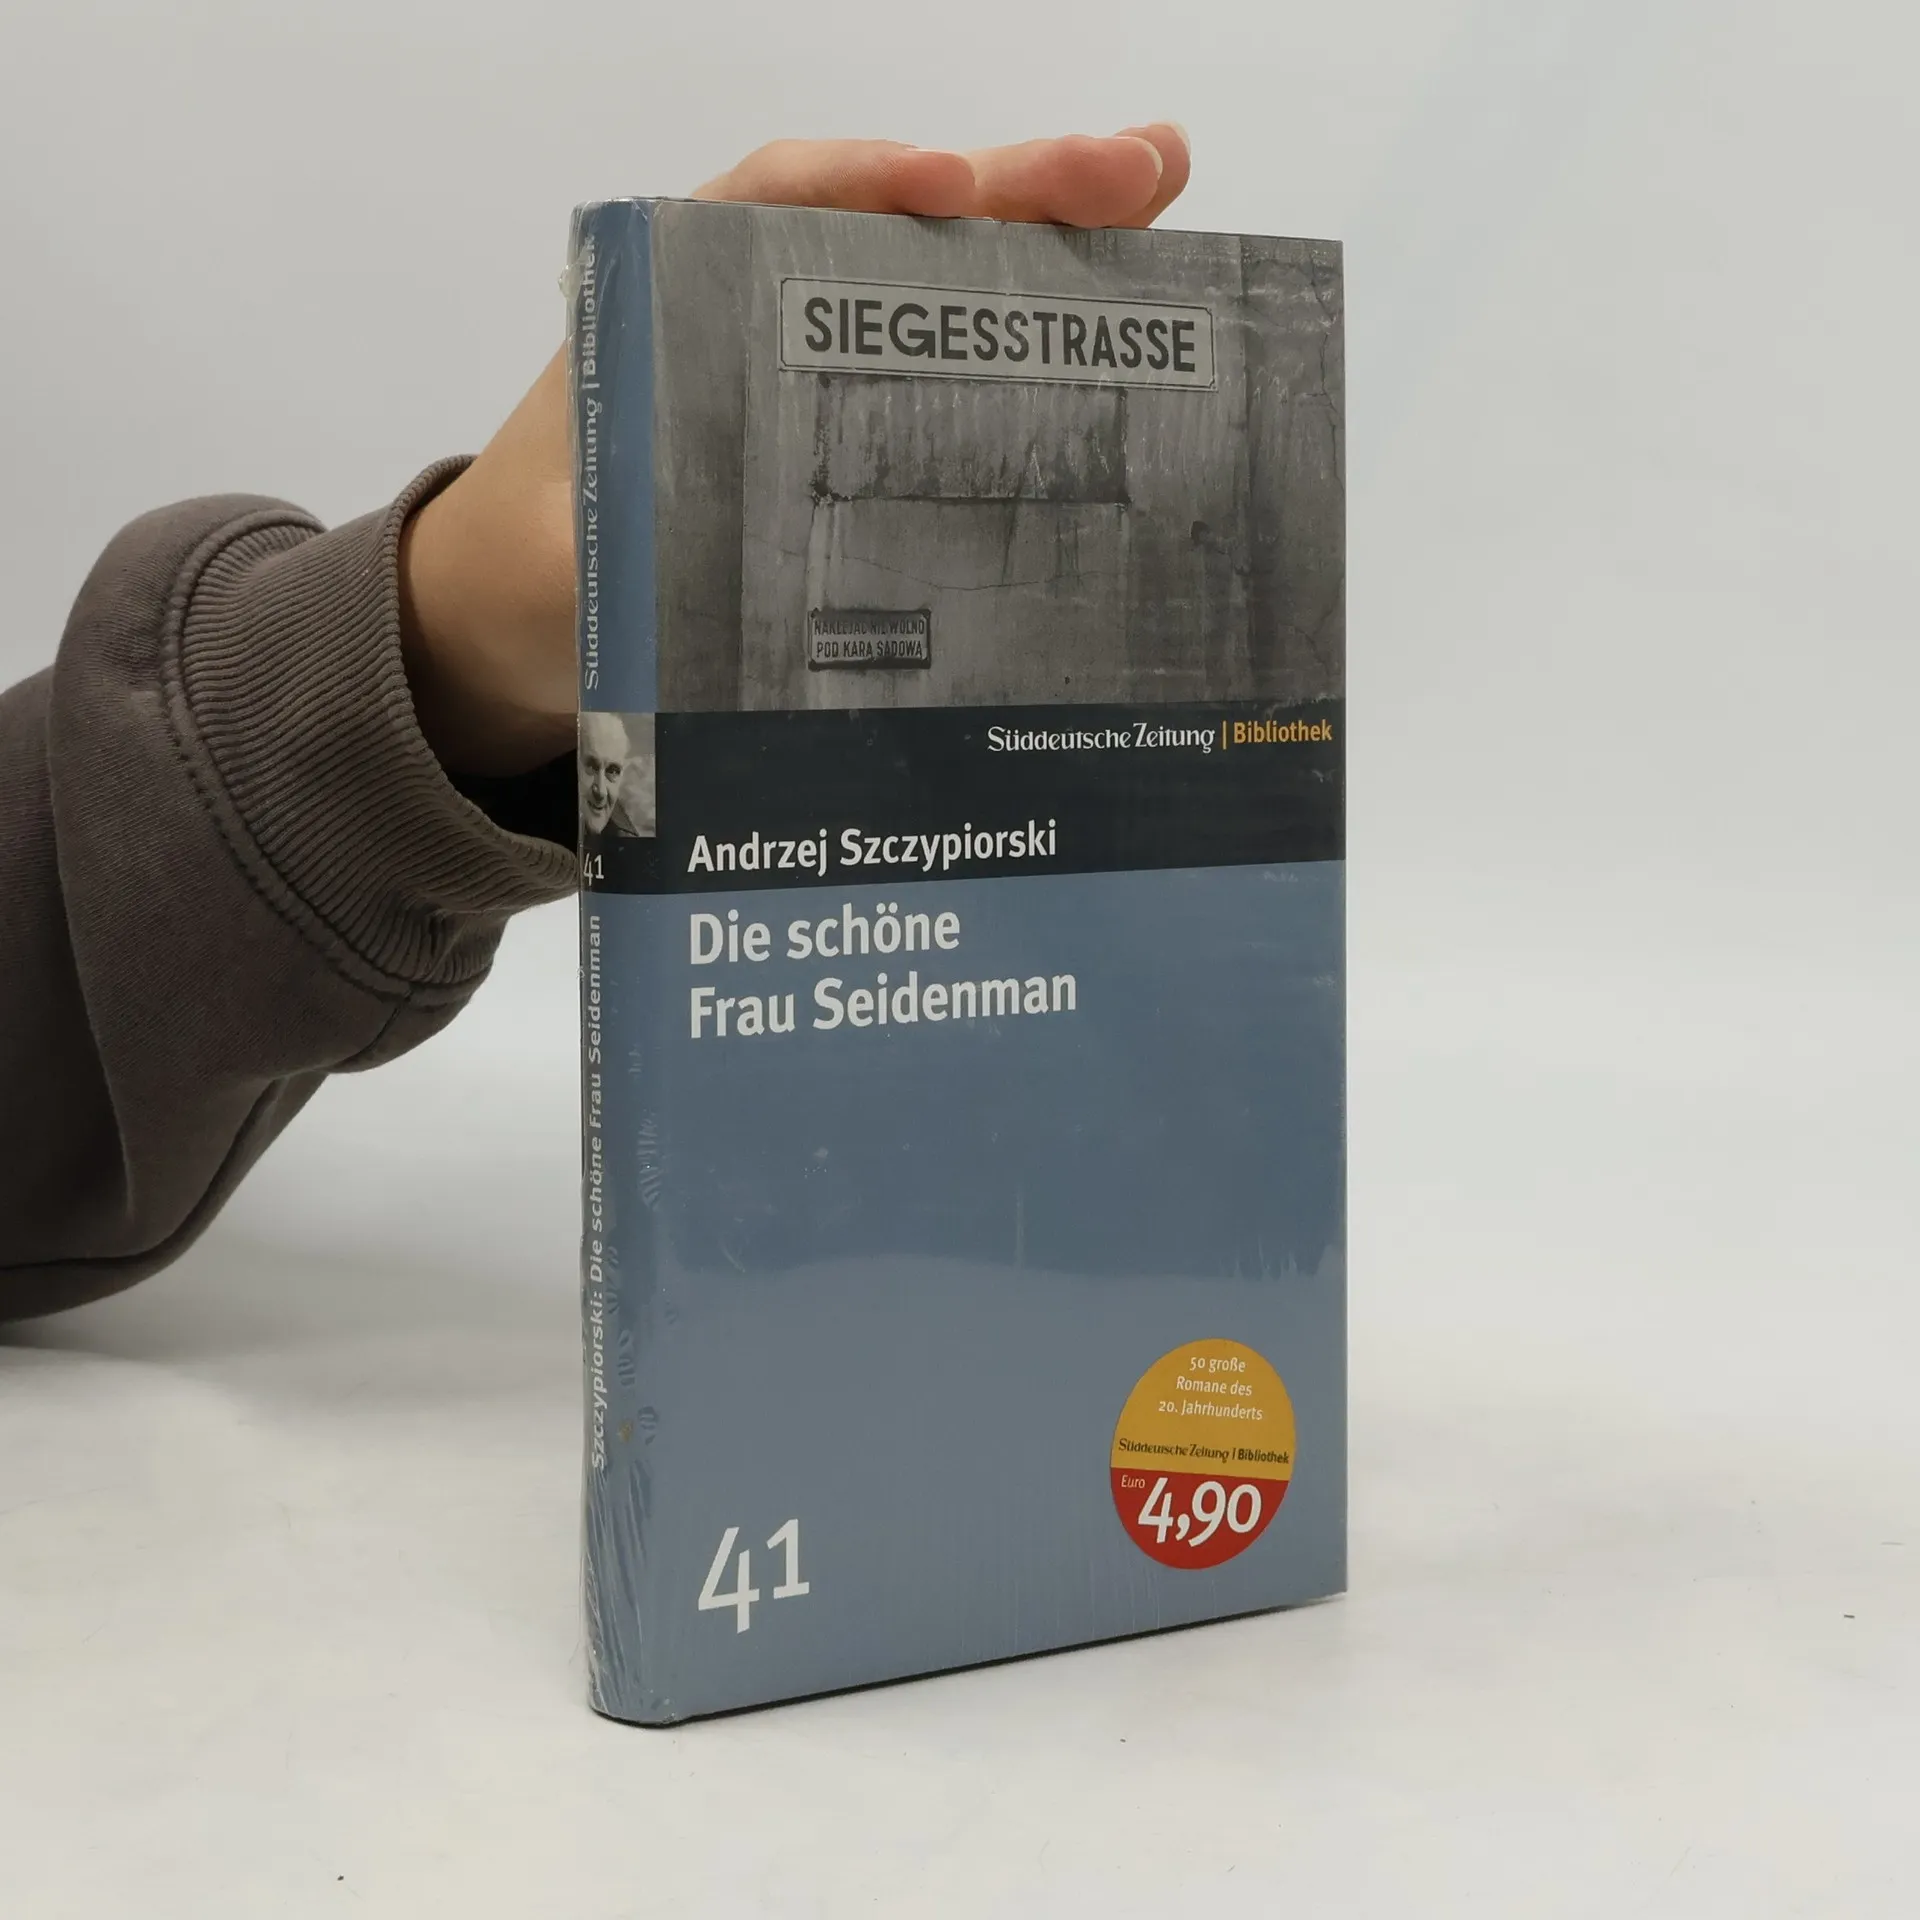 SIEGESSTRASSE
NAKLEJAĆ NIE WOLNO
POD KARĄ SĄDOWĄ
Süddeutsche Zeitung | Bibliothek
Andrzej Szczypiorski
Die schöne
Frau Seidenman
50 große
Romane des
20. Jahrhunderts
Süddeutsche Zeitung | Bibliothek
Euro
4,90
41
Süddeutsche Zeitung | Bibliothek
41
Szczypiorski: Die schöne Frau Seidenman